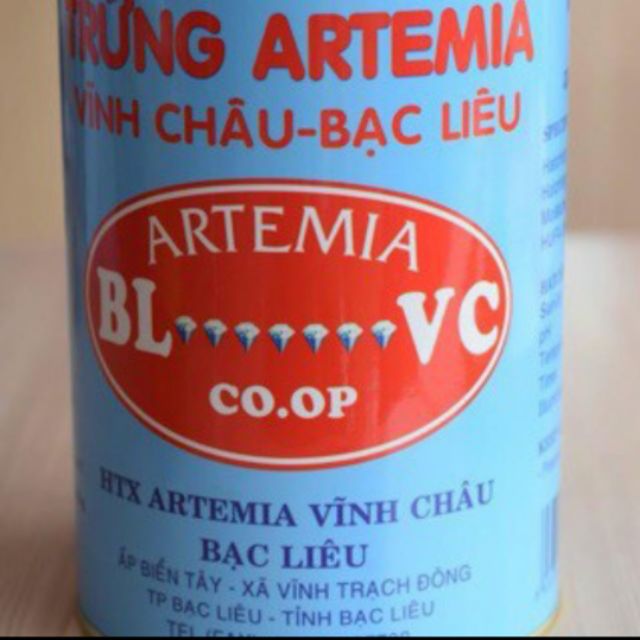 TRỨNG ARTEMIA
VĨNH CHÂU-BẠC LIÊU
ARTEMIA
BL VC
CO.OP
HTX ARTEMIA VĨNH CHÂU
BẠC LIÊU
ẤP BIỂN TÂY - XÃ VĨNH TRẠCH ĐÔNG
TP BẠC LIÊU - TỈNH BẠC LIÊU